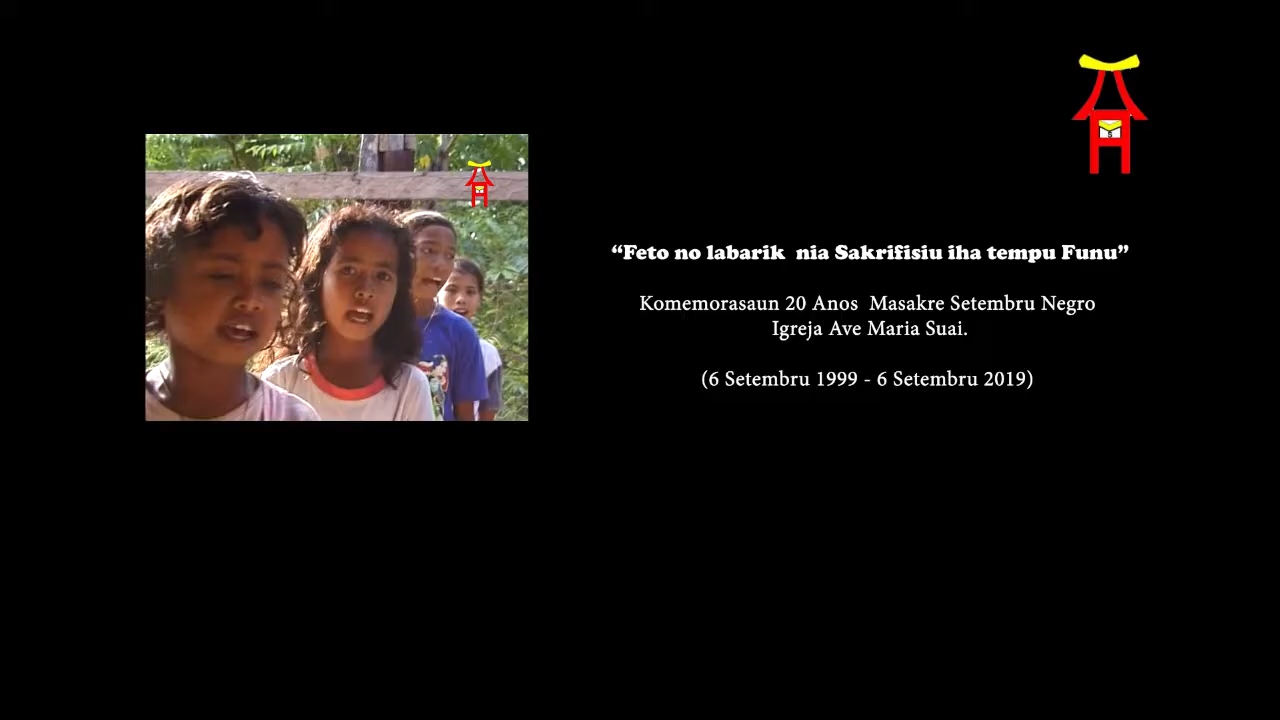 “Feto no labarik nia Sakrifisiu iha tempu Funu”
Komemorasaun 20 Anos Masakre Setembru Negro
Igreja Ave Maria Suai.
(6 Setembru 1999 - 6 Setembru 2019)